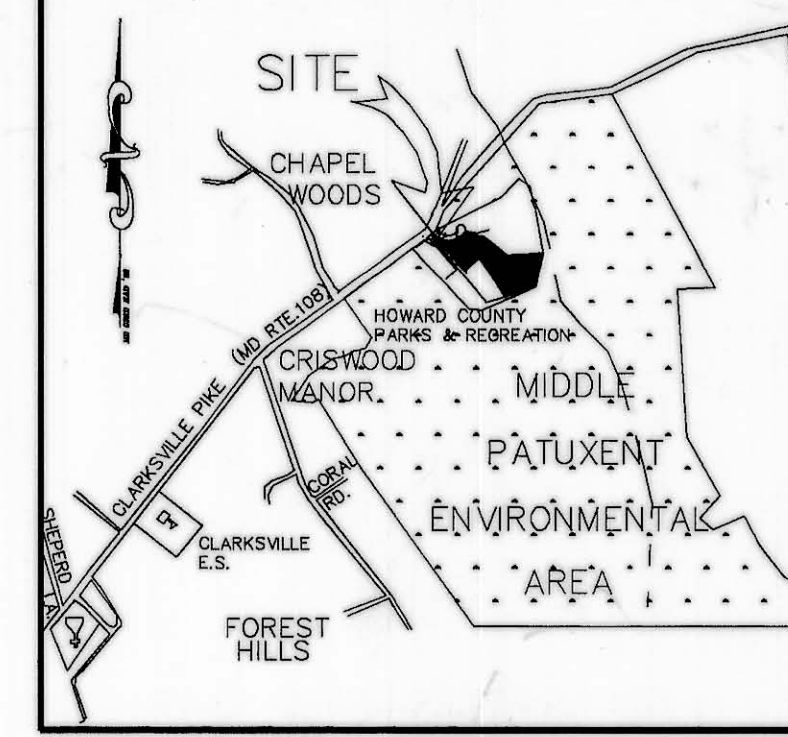 SITE
CHAPEL
WOODS
HOWARD COUNTY
PARKS & RECREATION
CRISWOOD
MANOR
CLARKSVILLE PIKE (MD RTE.108)
MIDDLE
PATUXENT
ENVIRONMENTAL
AREA
CORAL
RD.
CLARKSVILLE
E.S.
SHEPERD
LA.
FOREST
HILLS